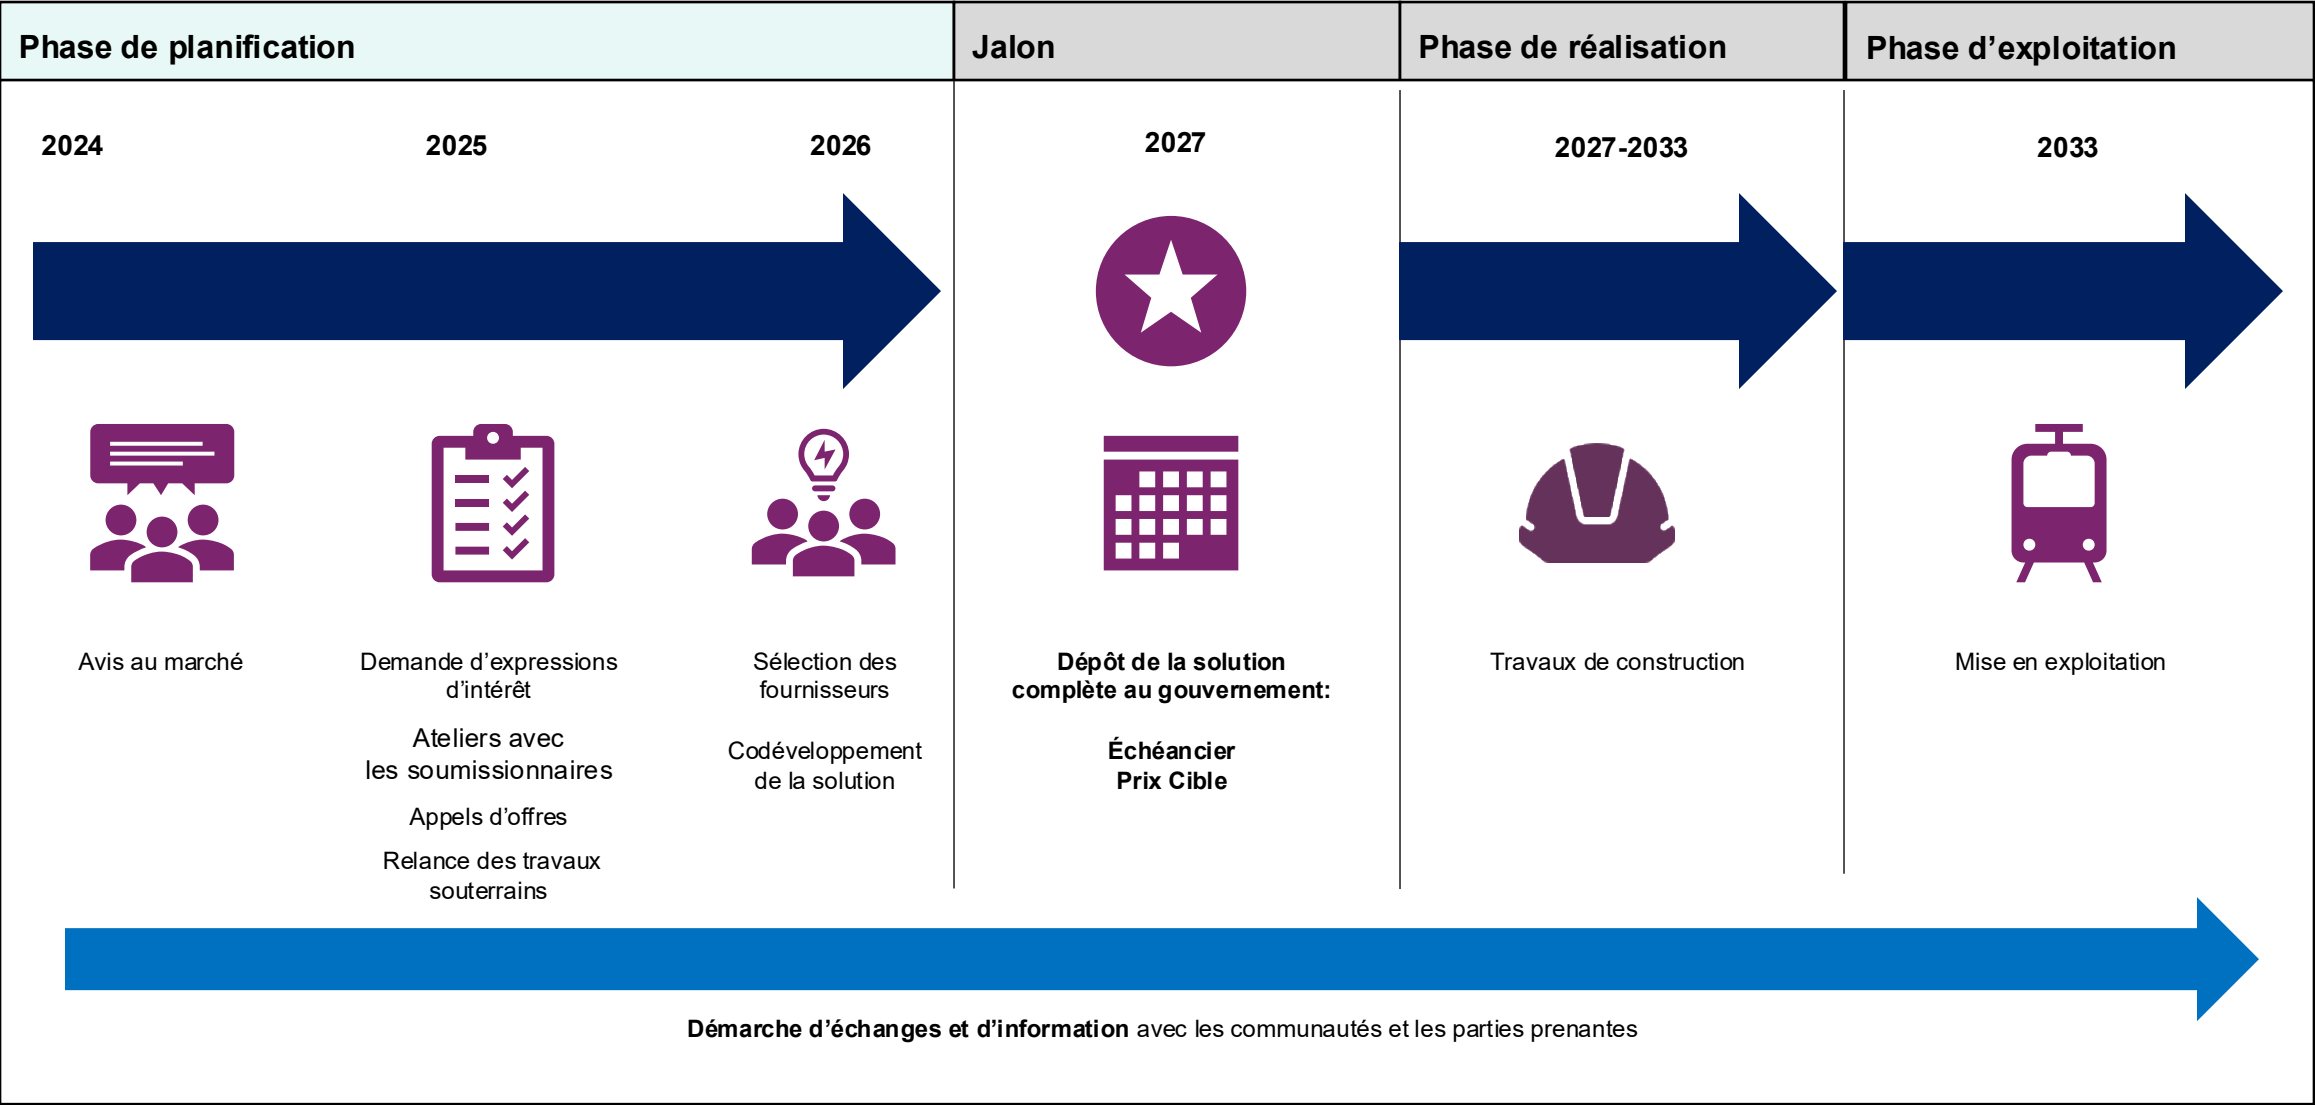 Phase de planification
Jalon
Phase de réalisation
Phase d’exploitation
2024
2025
2026
2027
2027-2033
2033
Avis au marché
Demande d’expressions
d’intérêt
Ateliers avec
les soumissionnaires
Appels d’offres
Relance des travaux
souterrains
Sélection des
fournisseurs
Codéveloppement
de la solution
Dépôt de la solution
complète au gouvernement:
Échéancier
Prix Cible
Travaux de construction
Mise en exploitation
Démarche d’échanges et d’information avec les communautés et les parties prenantes